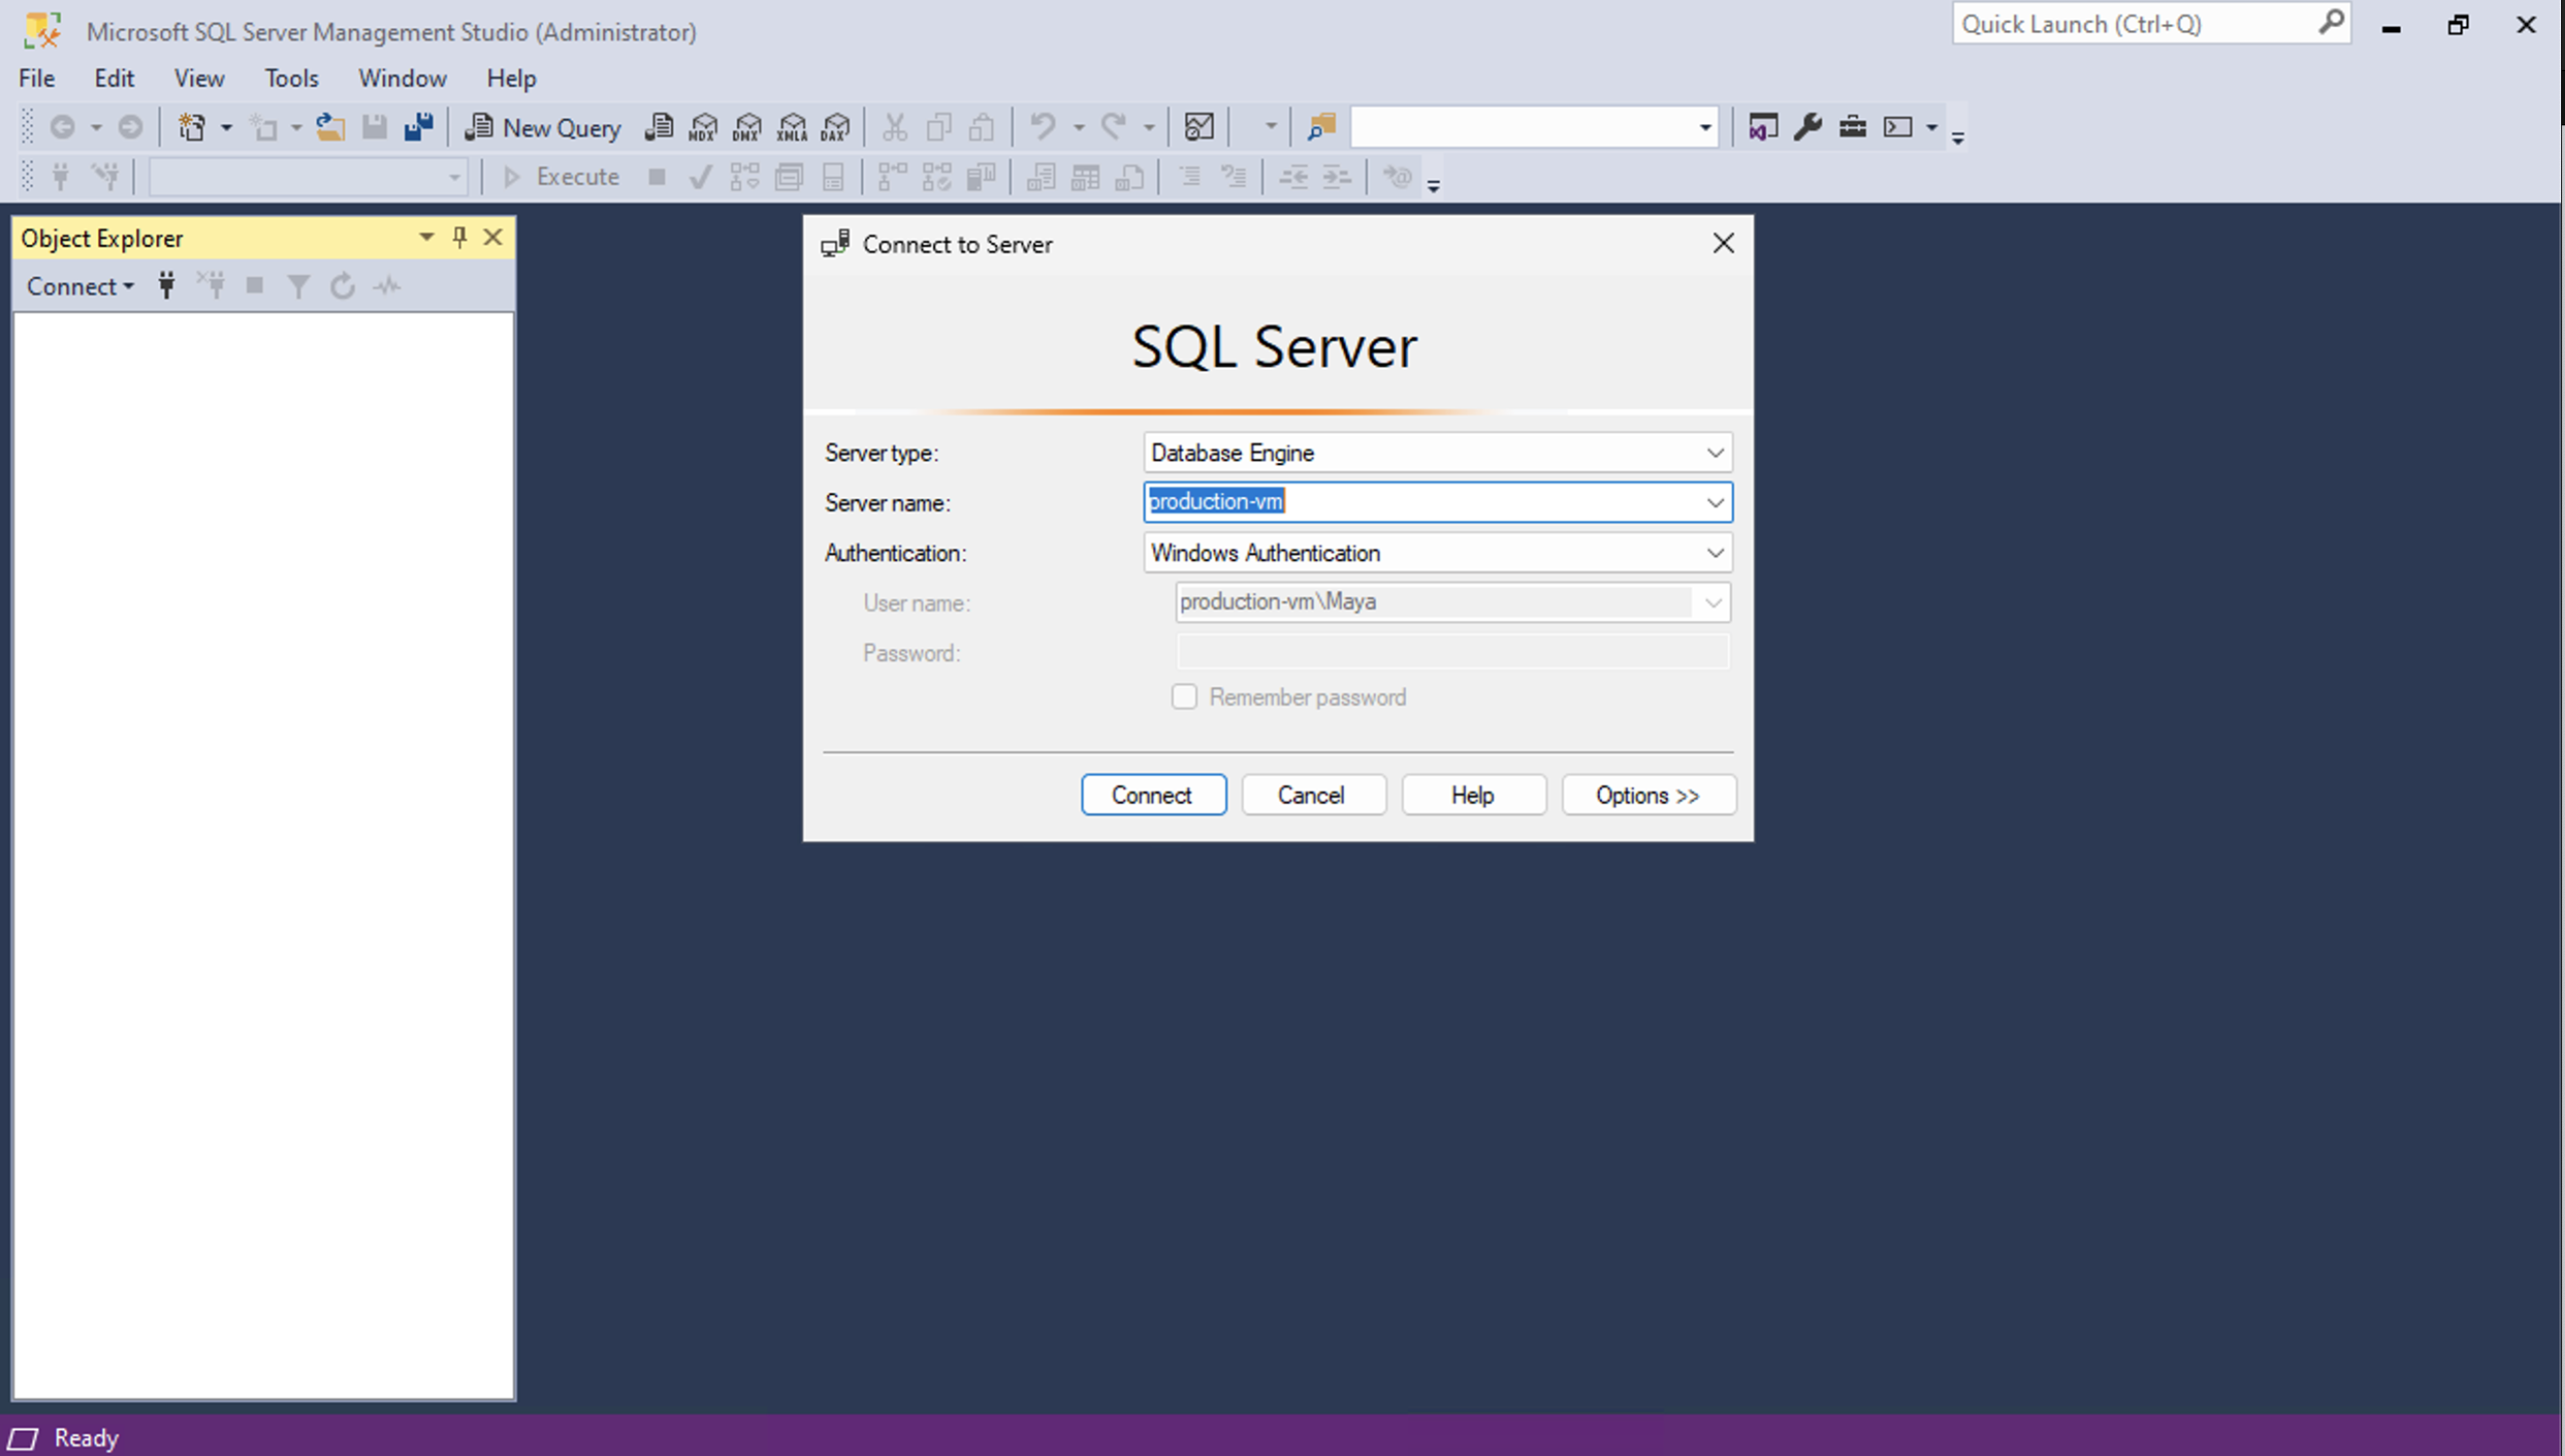 Microsoft SQL Server Management Studio (Administrator)
Quick Launch (Ctrl+Q)
File Edit View Tools Window Help
New Query MDX DMX XMLA DAX
Execute
Object Explorer
Connect
Connect to Server
SQL Server
Server type: Database Engine
Server name: production-vm
Authentication: Windows Authentication
User name: production-vm\Maya
Password:
Remember password
Connect Cancel Help Options >>
Ready